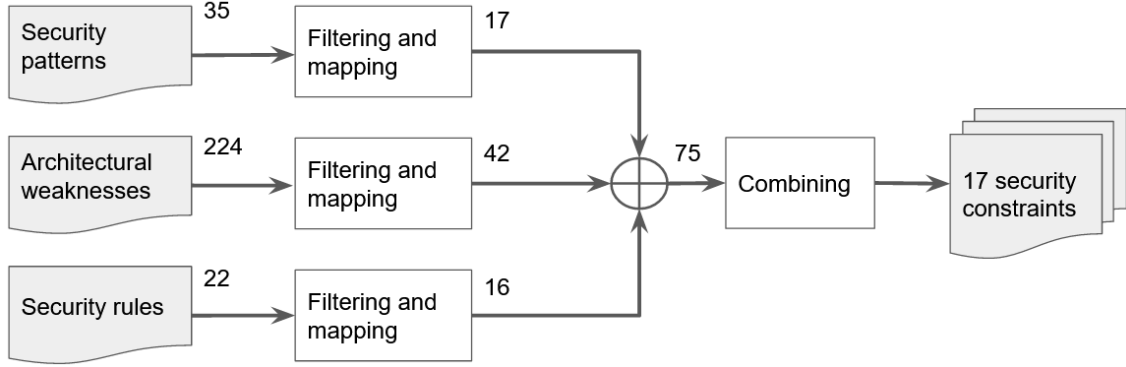 Security
patterns
35
Filtering and
mapping
17
Architectural
weaknesses
224
Filtering and
mapping
42
75
Combining
17 security
constraints
Security rules
22
Filtering and
mapping
16